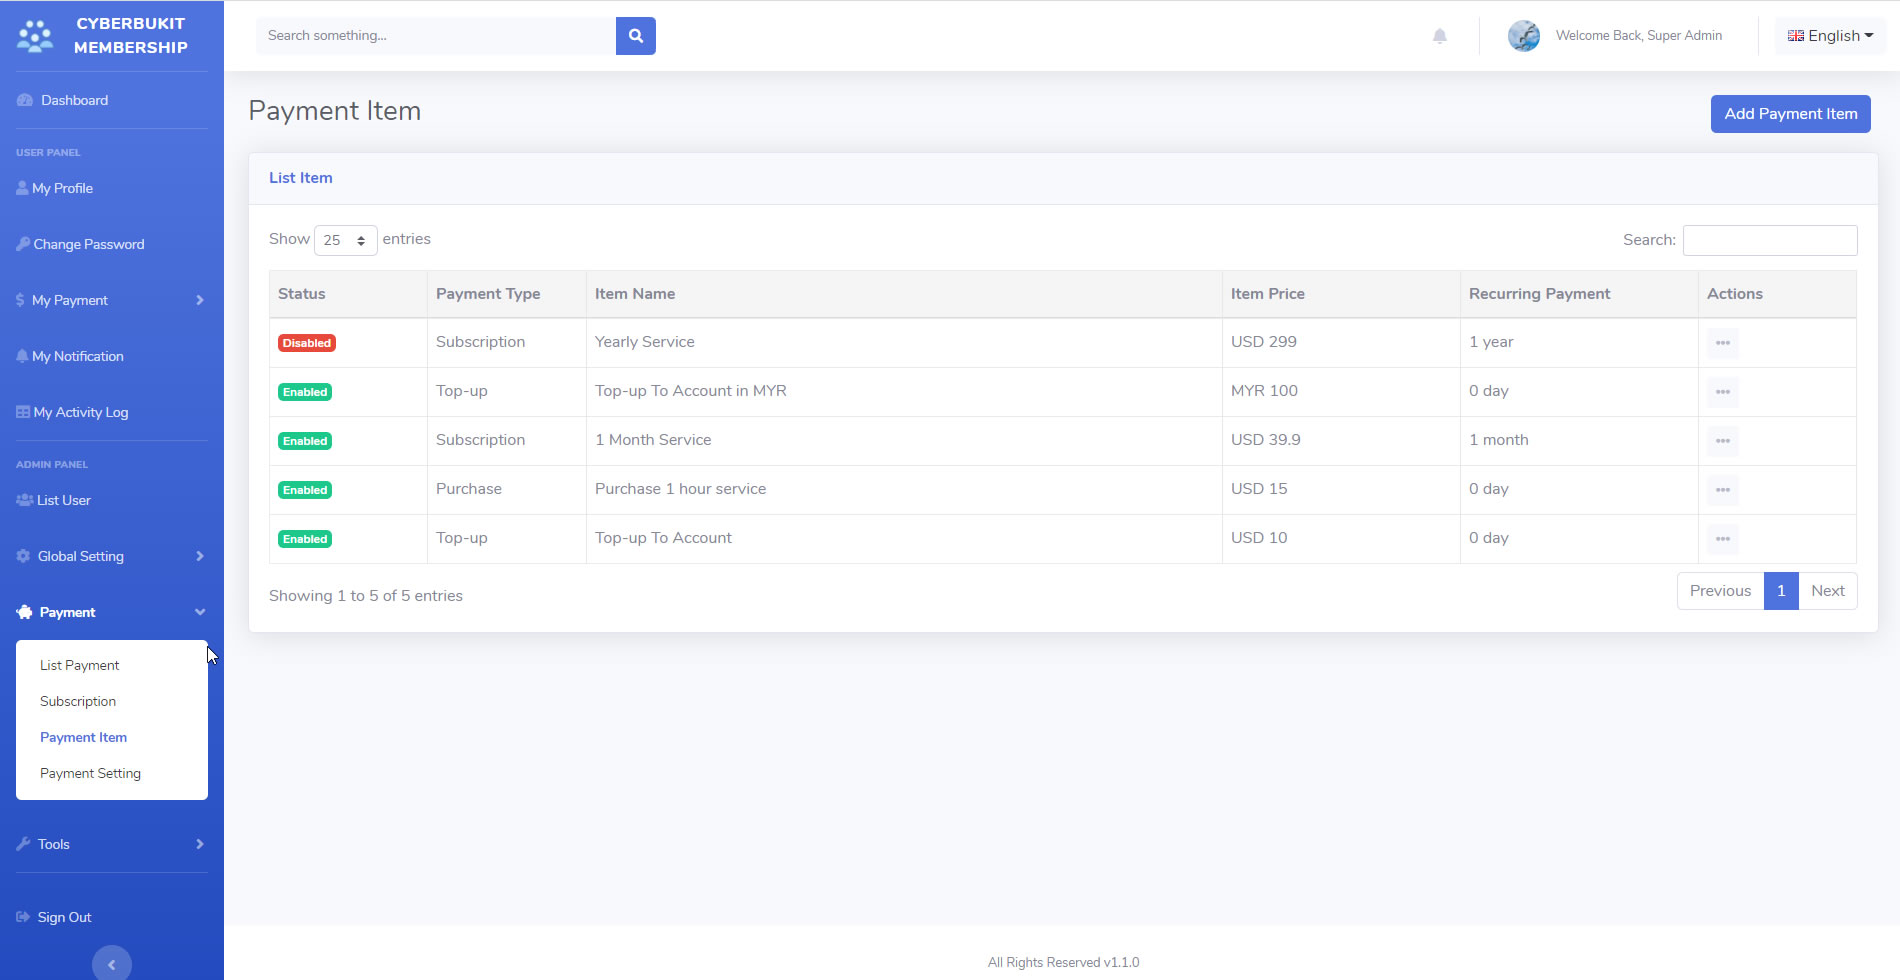 CYBERBUKIT
MEMBERSHIP
Dashboard
USER PANEL
My Profile
Change Password
My Payment
My Notification
My Activity Log
ADMIN PANEL
List User
Global Setting
Payment
List Payment
Subscription
Payment Item
Payment Setting
Tools
Sign Out
Search something...
Welcome Back, Super Admin
English
Payment Item
Add Payment Item
List Item
Show 25 entries
Search:
Status Payment Type Item Name Item Price Recurring Payment Actions
Disabled Subscription Yearly Service USD 299 1 year
Enabled Top-up Top-up To Account in MYR MYR 100 0 day
Enabled Subscription 1 Month Service USD 39.9 1 month
Enabled Purchase Purchase 1 hour service USD 15 0 day
Enabled Top-up Top-up To Account USD 10 0 day
Showing 1 to 5 of 5 entries
Previous 1 Next
All Rights Reserved v1.1.0